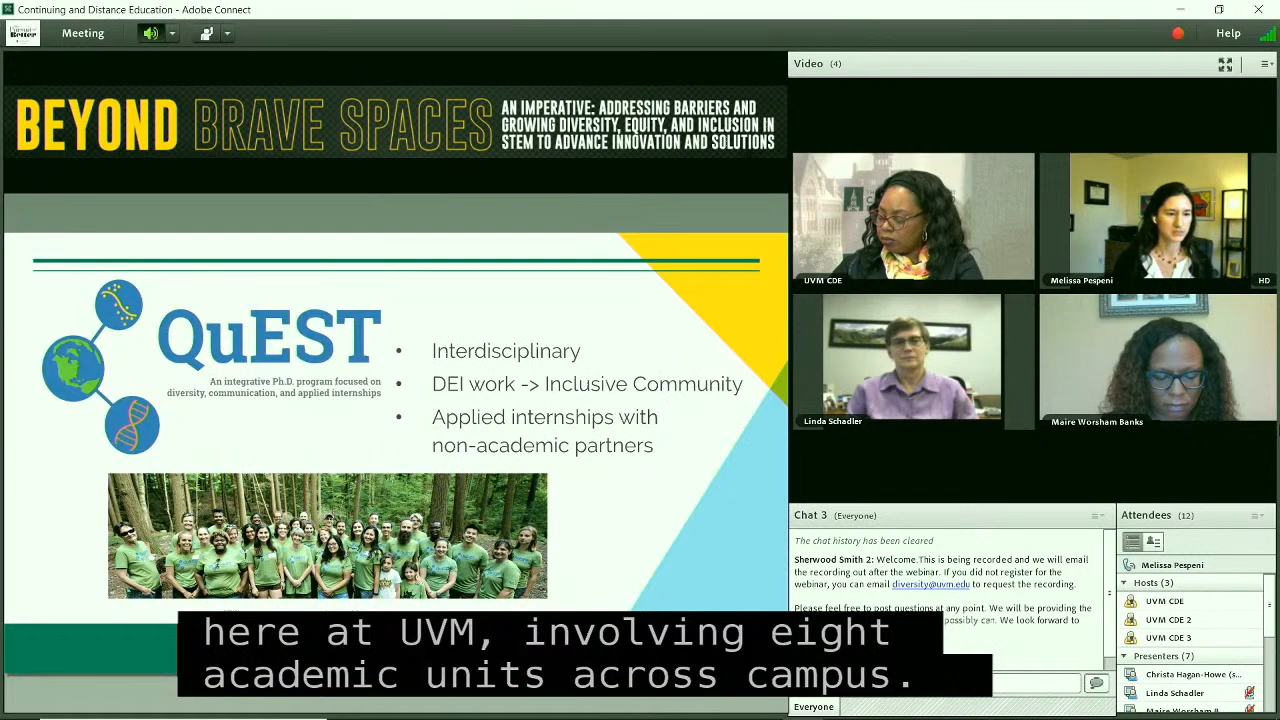 Continuing and Distance Education - Adobe Connect
Meeting
Help
BEYOND BRAVE SPACES
AN IMPERATIVE: ADDRESSING BARRIERS AND
GROWING DIVERSITY, EQUITY, AND INCLUSION IN
STEM TO ADVANCE INNOVATION AND SOLUTIONS
QuEST
An integrative Ph.D. program focused on
diversity, communication, and applied internships
• Interdisciplinary
• DEI work -> Inclusive Community
• Applied internships with
non-academic partners
here at UVM, involving eight
academic units across campus.
Video (4)
UVM CDE
Melissa Pespeni
HD
Linda Schadler
Maire Worsham Banks
Chat 3 (Everyone)
The chat history has been cleared
Sherwood Smith 2: Welcome.This is being recorded and we will email
the recording out after the webinar. If you did not register for the
webinar, you can email diversity@uvm.edu to request the recording.
Please feel free to post questions at any point. We will be providing the
possibly can. We look forward to
Everyone
Attendees (12)
Melissa Pespeni
Hosts (3)
UVM CDE
UVM CDE 2
UVM CDE 3
Presenters (7)
Christa Hagan-Howe (s...
Linda Schadler
Maire Worsham B